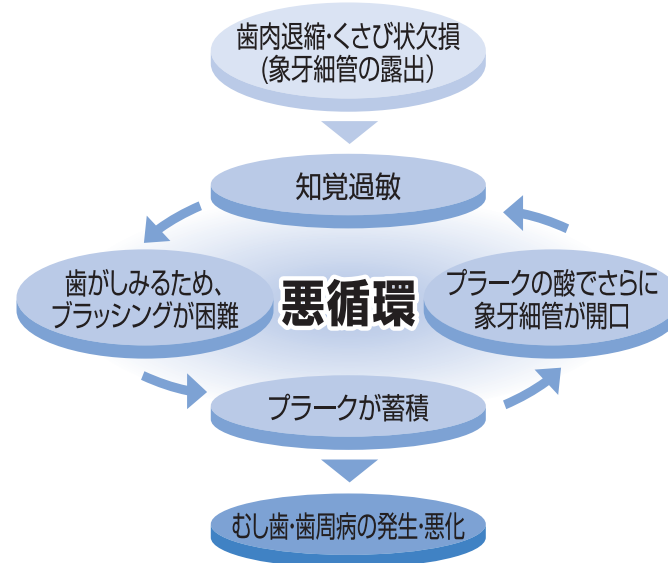 歯肉退縮・くさび状欠損
(象牙細管の露出)
知覚過敏
歯がしみるため、
ブラッシングが困難
悪循環
プラークの酸でさらに
象牙細管が開口
プラークが蓄積
むし歯・歯周病の発生・悪化